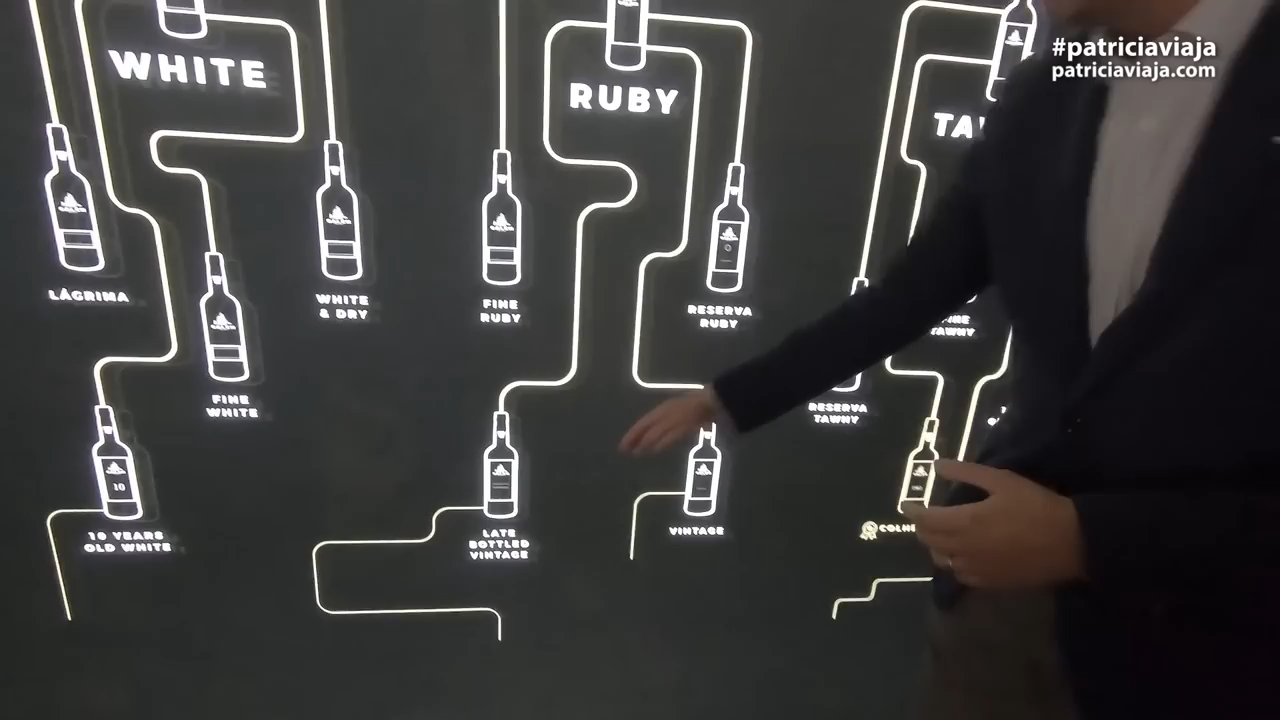 #patriciaviaja
patriciaviaja.com
WHITE
RUBY
LÁGRIMA
WHITE
& DRY
FINE
RUBY
RESERVA
RUBY
TAWNY
FINE
WHITE
RESERVA
TAWNY
10
10 YEARS
OLD WHITE
LATE
BOTTLED
VINTAGE
VINTAGE